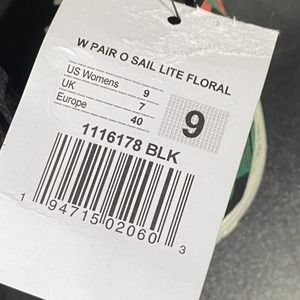 W PAiR O SAIL LITE FLORAL
US Womens 9
UK 7
Europe 40
9
1116178 BLK
1 94715 02060 3